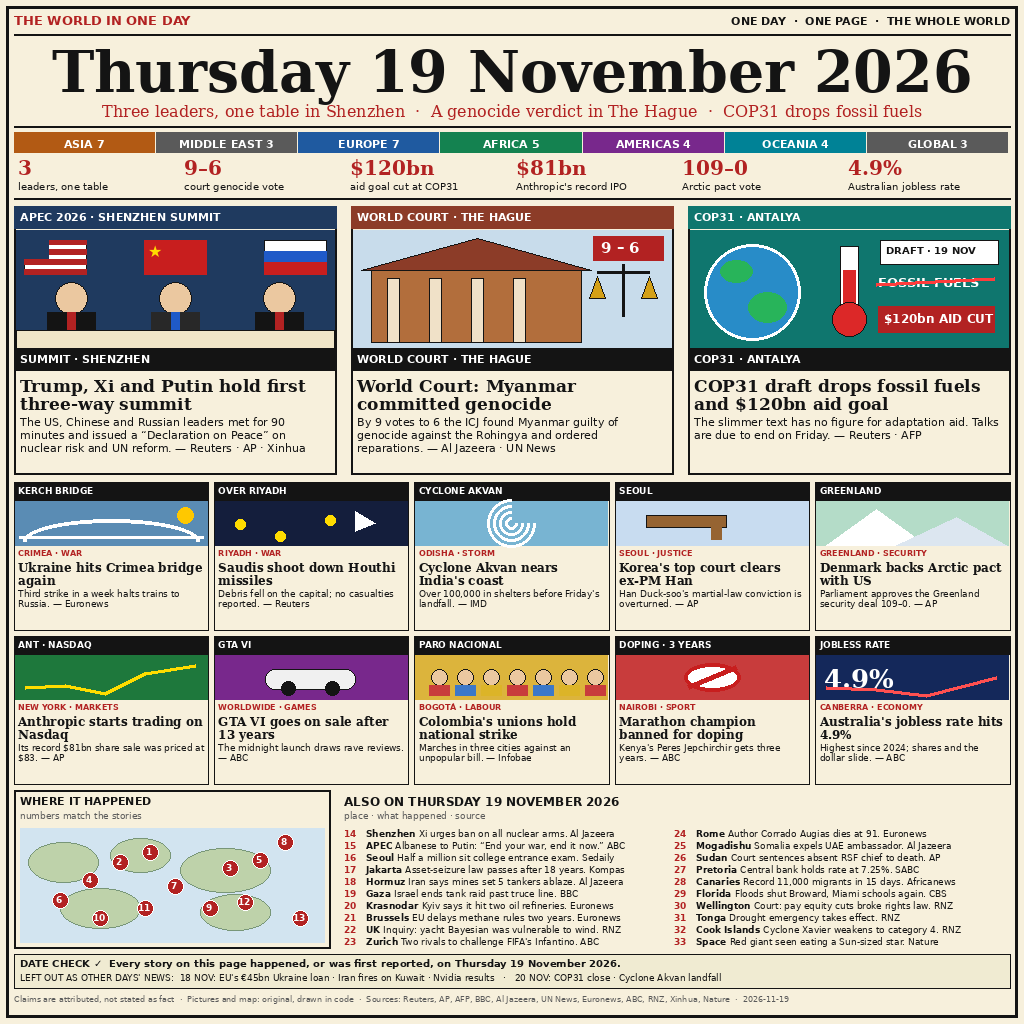 THE WORLD IN ONE DAY
ONE DAY · ONE PAGE · THE WHOLE WORLD
Thursday 19 November 2026
Three leaders, one table in Shenzhen · A genocide verdict in The Hague · COP31 drops fossil fuels
ASIA 7
MIDDLE EAST 3
EUROPE 7
AFRICA 5
AMERICAS 4
OCEANIA 4
GLOBAL 3
3
leaders, one table
9–6
court genocide vote
$120bn
aid goal cut at COP31
$81bn
Anthropic's record IPO
109–0
Arctic pact vote
4.9%
Australian jobless rate
APEC 2026 · SHENZHEN SUMMIT
SUMMIT · SHENZHEN
Trump, Xi and Putin hold first
three-way summit
The US, Chinese and Russian leaders met for 90
minutes and issued a “Declaration on Peace” on
nuclear risk and UN reform. — Reuters · AP · Xinhua
WORLD COURT · THE HAGUE
9 – 6
WORLD COURT · THE HAGUE
World Court: Myanmar
committed genocide
By 9 votes to 6 the ICJ found Myanmar guilty of
genocide against the Rohingya and ordered
reparations. — Al Jazeera · UN News
COP31 · ANTALYA
DRAFT · 19 NOV
FOSSIL FUELS
$120bn AID CUT
COP31 · ANTALYA
COP31 draft drops fossil fuels
and $120bn aid goal
The slimmer text has no figure for adaptation aid. Talks
are due to end on Friday. — Reuters · AFP
KERCH BRIDGE
CRIMEA · WAR
Ukraine hits Crimea bridge
again
Third strike in a week halts trains to
Russia. — Euronews
OVER RIYADH
RIYADH · WAR
Saudis shoot down Houthi
missiles
Debris fell on the capital; no casualties
reported. — Reuters
CYCLONE AKVAN
ODISHA · STORM
Cyclone Akvan nears
India's coast
Over 100,000 in shelters before Friday's
landfall. — IMD
SEOUL
SEOUL · JUSTICE
Korea's top court clears
ex-PM Han
Han Duck-soo's martial-law conviction is
overturned. — AP
GREENLAND
GREENLAND · SECURITY
Denmark backs Arctic pact
with US
Parliament approves the Greenland
security deal 109–0. — AP
ANT · NASDAQ
NEW YORK · MARKETS
Anthropic starts trading on
Nasdaq
Its record $81bn share sale was priced at
$83. — AP
GTA VI
WORLDWIDE · GAMES
GTA VI goes on sale after
13 years
The midnight launch draws rave reviews.
— ABC
PARO NACIONAL
BOGOTÁ · LABOUR
Colombia's unions hold
national strike
Marches in three cities against an
unpopular bill. — Infobae
DOPING · 3 YEARS
NAIROBI · SPORT
Marathon champion
banned for doping
Kenya's Peres Jepchirchir gets three
years. — ABC
JOBLESS RATE
4.9%
CANBERRA · ECONOMY
Australia's jobless rate hits
4.9%
Highest since 2024; shares and the
dollar slide. — ABC
WHERE IT HAPPENED
numbers match the stories
8
1
2
5
3
4
7
6
12
11
9
10
13
ALSO ON THURSDAY 19 NOVEMBER 2026
place · what happened · source
14 Shenzhen Xi urges ban on all nuclear arms. Al Jazeera
15 APEC Albanese to Putin: “End your war, end it now.” ABC
16 Seoul Half a million sit college entrance exam. Sedaily
17 Jakarta Asset-seizure law passes after 18 years. Kompas
18 Hormuz Iran says mines set 5 tankers ablaze. Al Jazeera
19 Gaza Israel ends tank raid past truce line. BBC
20 Krasnodar Kyiv says it hit two oil refineries. Euronews
21 Brussels EU delays methane rules two years. Euronews
22 UK Inquiry: yacht Bayesian was vulnerable to wind. RNZ
23 Zurich Two rivals to challenge FIFA's Infantino. ABC
24 Rome Author Corrado Augias dies at 91. Euronews
25 Mogadishu Somalia expels UAE ambassador. Al Jazeera
26 Sudan Court sentences absent RSF chief to death. AP
27 Pretoria Central bank holds rate at 7.25%. SABC
28 Canaries Record 11,000 migrants in 15 days. Africanews
29 Florida Floods shut Broward, Miami schools again. CBS
30 Wellington Court: pay equity cuts broke rights law. RNZ
31 Tonga Drought emergency takes effect. RNZ
32 Cook Islands Cyclone Xavier weakens to category 4. RNZ
33 Space Red giant seen eating a Sun-sized star. Nature
DATE CHECK ✓ Every story on this page happened, or was first reported, on Thursday 19 November 2026.
LEFT OUT AS OTHER DAYS' NEWS: 18 NOV: EU's €45bn Ukraine loan · Iran fires on Kuwait · Nvidia results · 20 NOV: COP31 close · Cyclone Akvan landfall
Claims are attributed, not stated as fact · Pictures and map: original, drawn in code · Sources: Reuters, AP, AFP, BBC, Al Jazeera, UN News, Euronews, ABC, RNZ, Xinhua, Nature · 2026-11-19